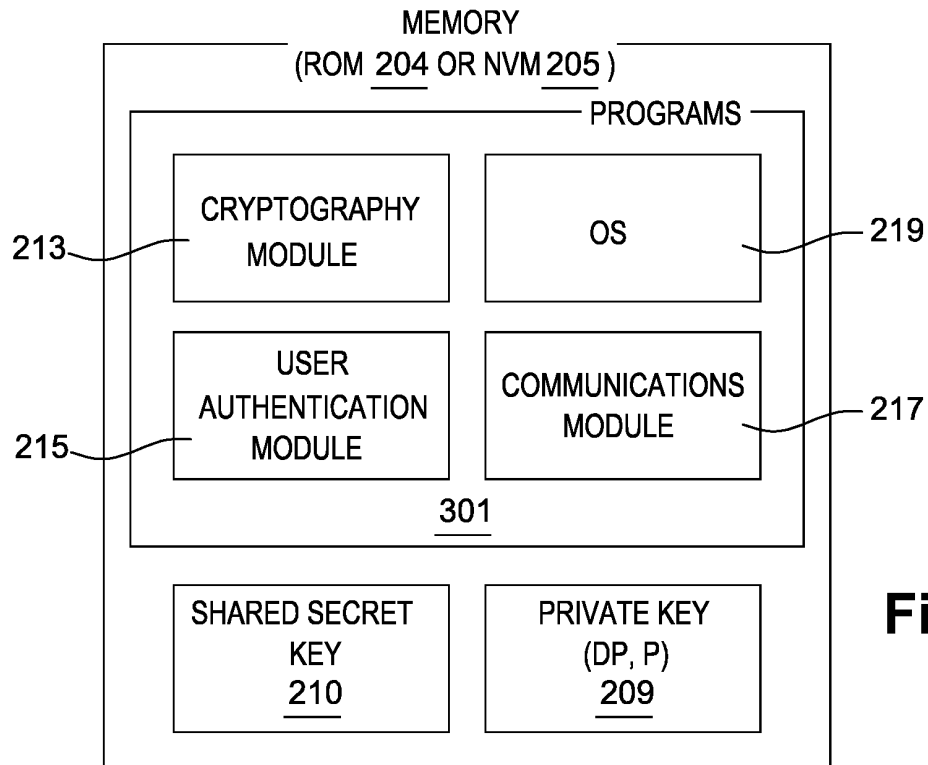 MEMORY
(ROM 204 OR NVM 205)
PROGRAMS
CRYPTOGRAPHY
MODULE
213
OS
219
USER
AUTHENTICATION
MODULE
215
COMMUNICATIONS
MODULE
217
301
SHARED SECRET
KEY
210
PRIVATE KEY
(DP, P)
209
Fi